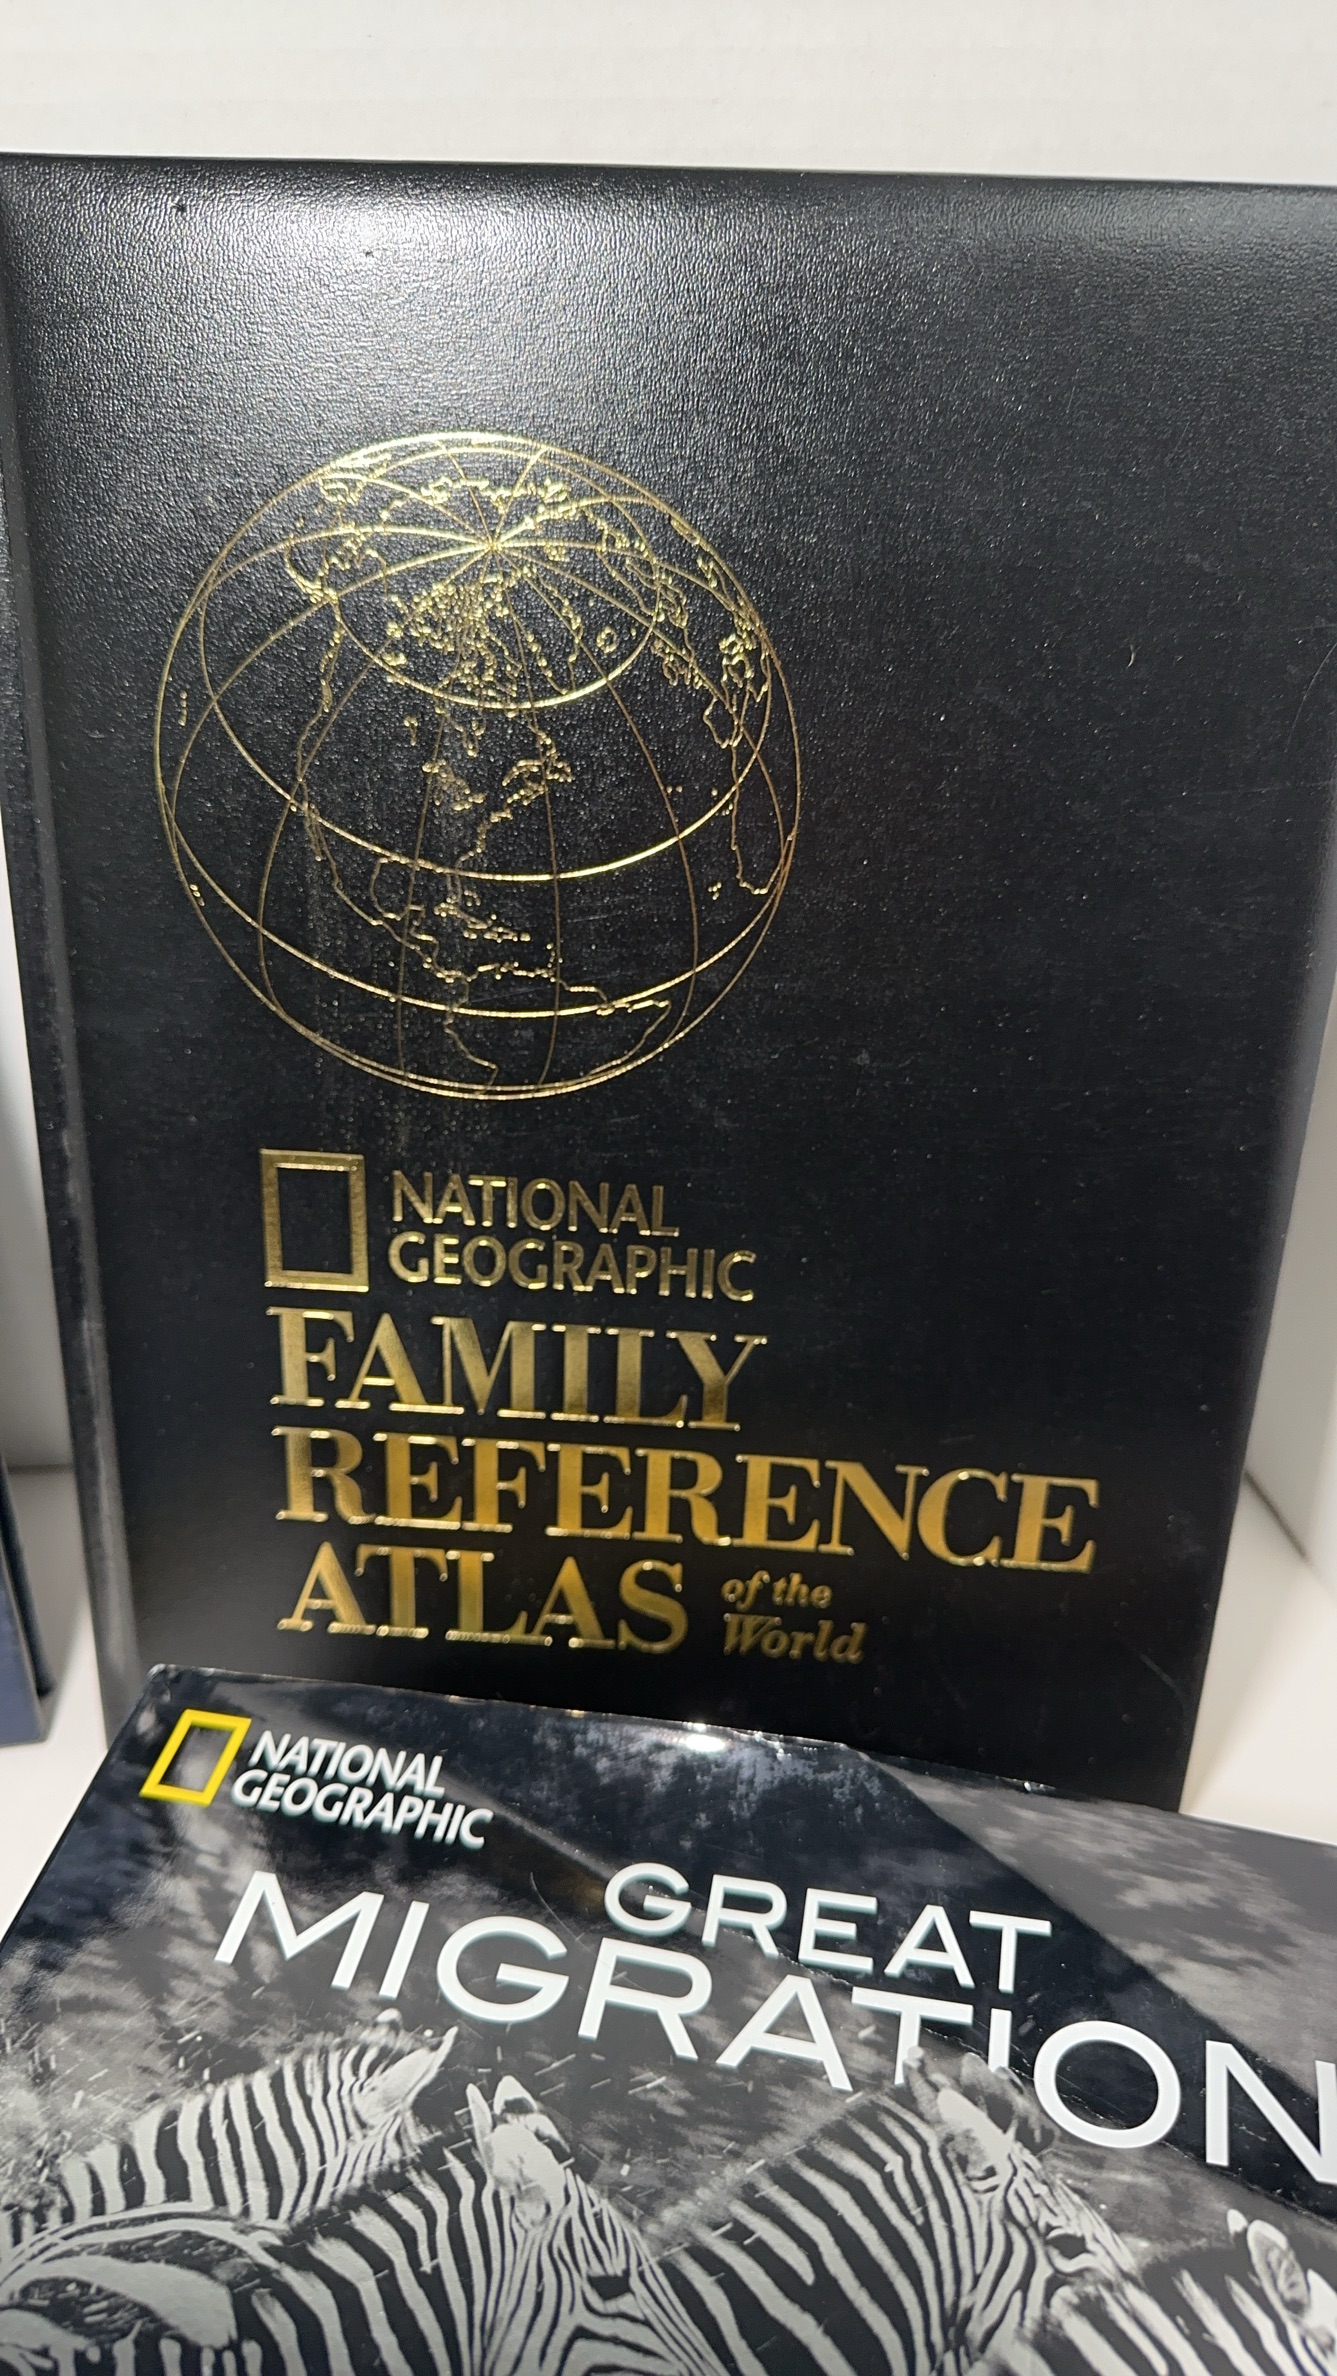 NATIONAL
GEOGRAPHIC
FAMILY
REFERENCE
ATLAS of the
World
NATIONAL
GEOGRAPHIC
GREAT
MIGRATION